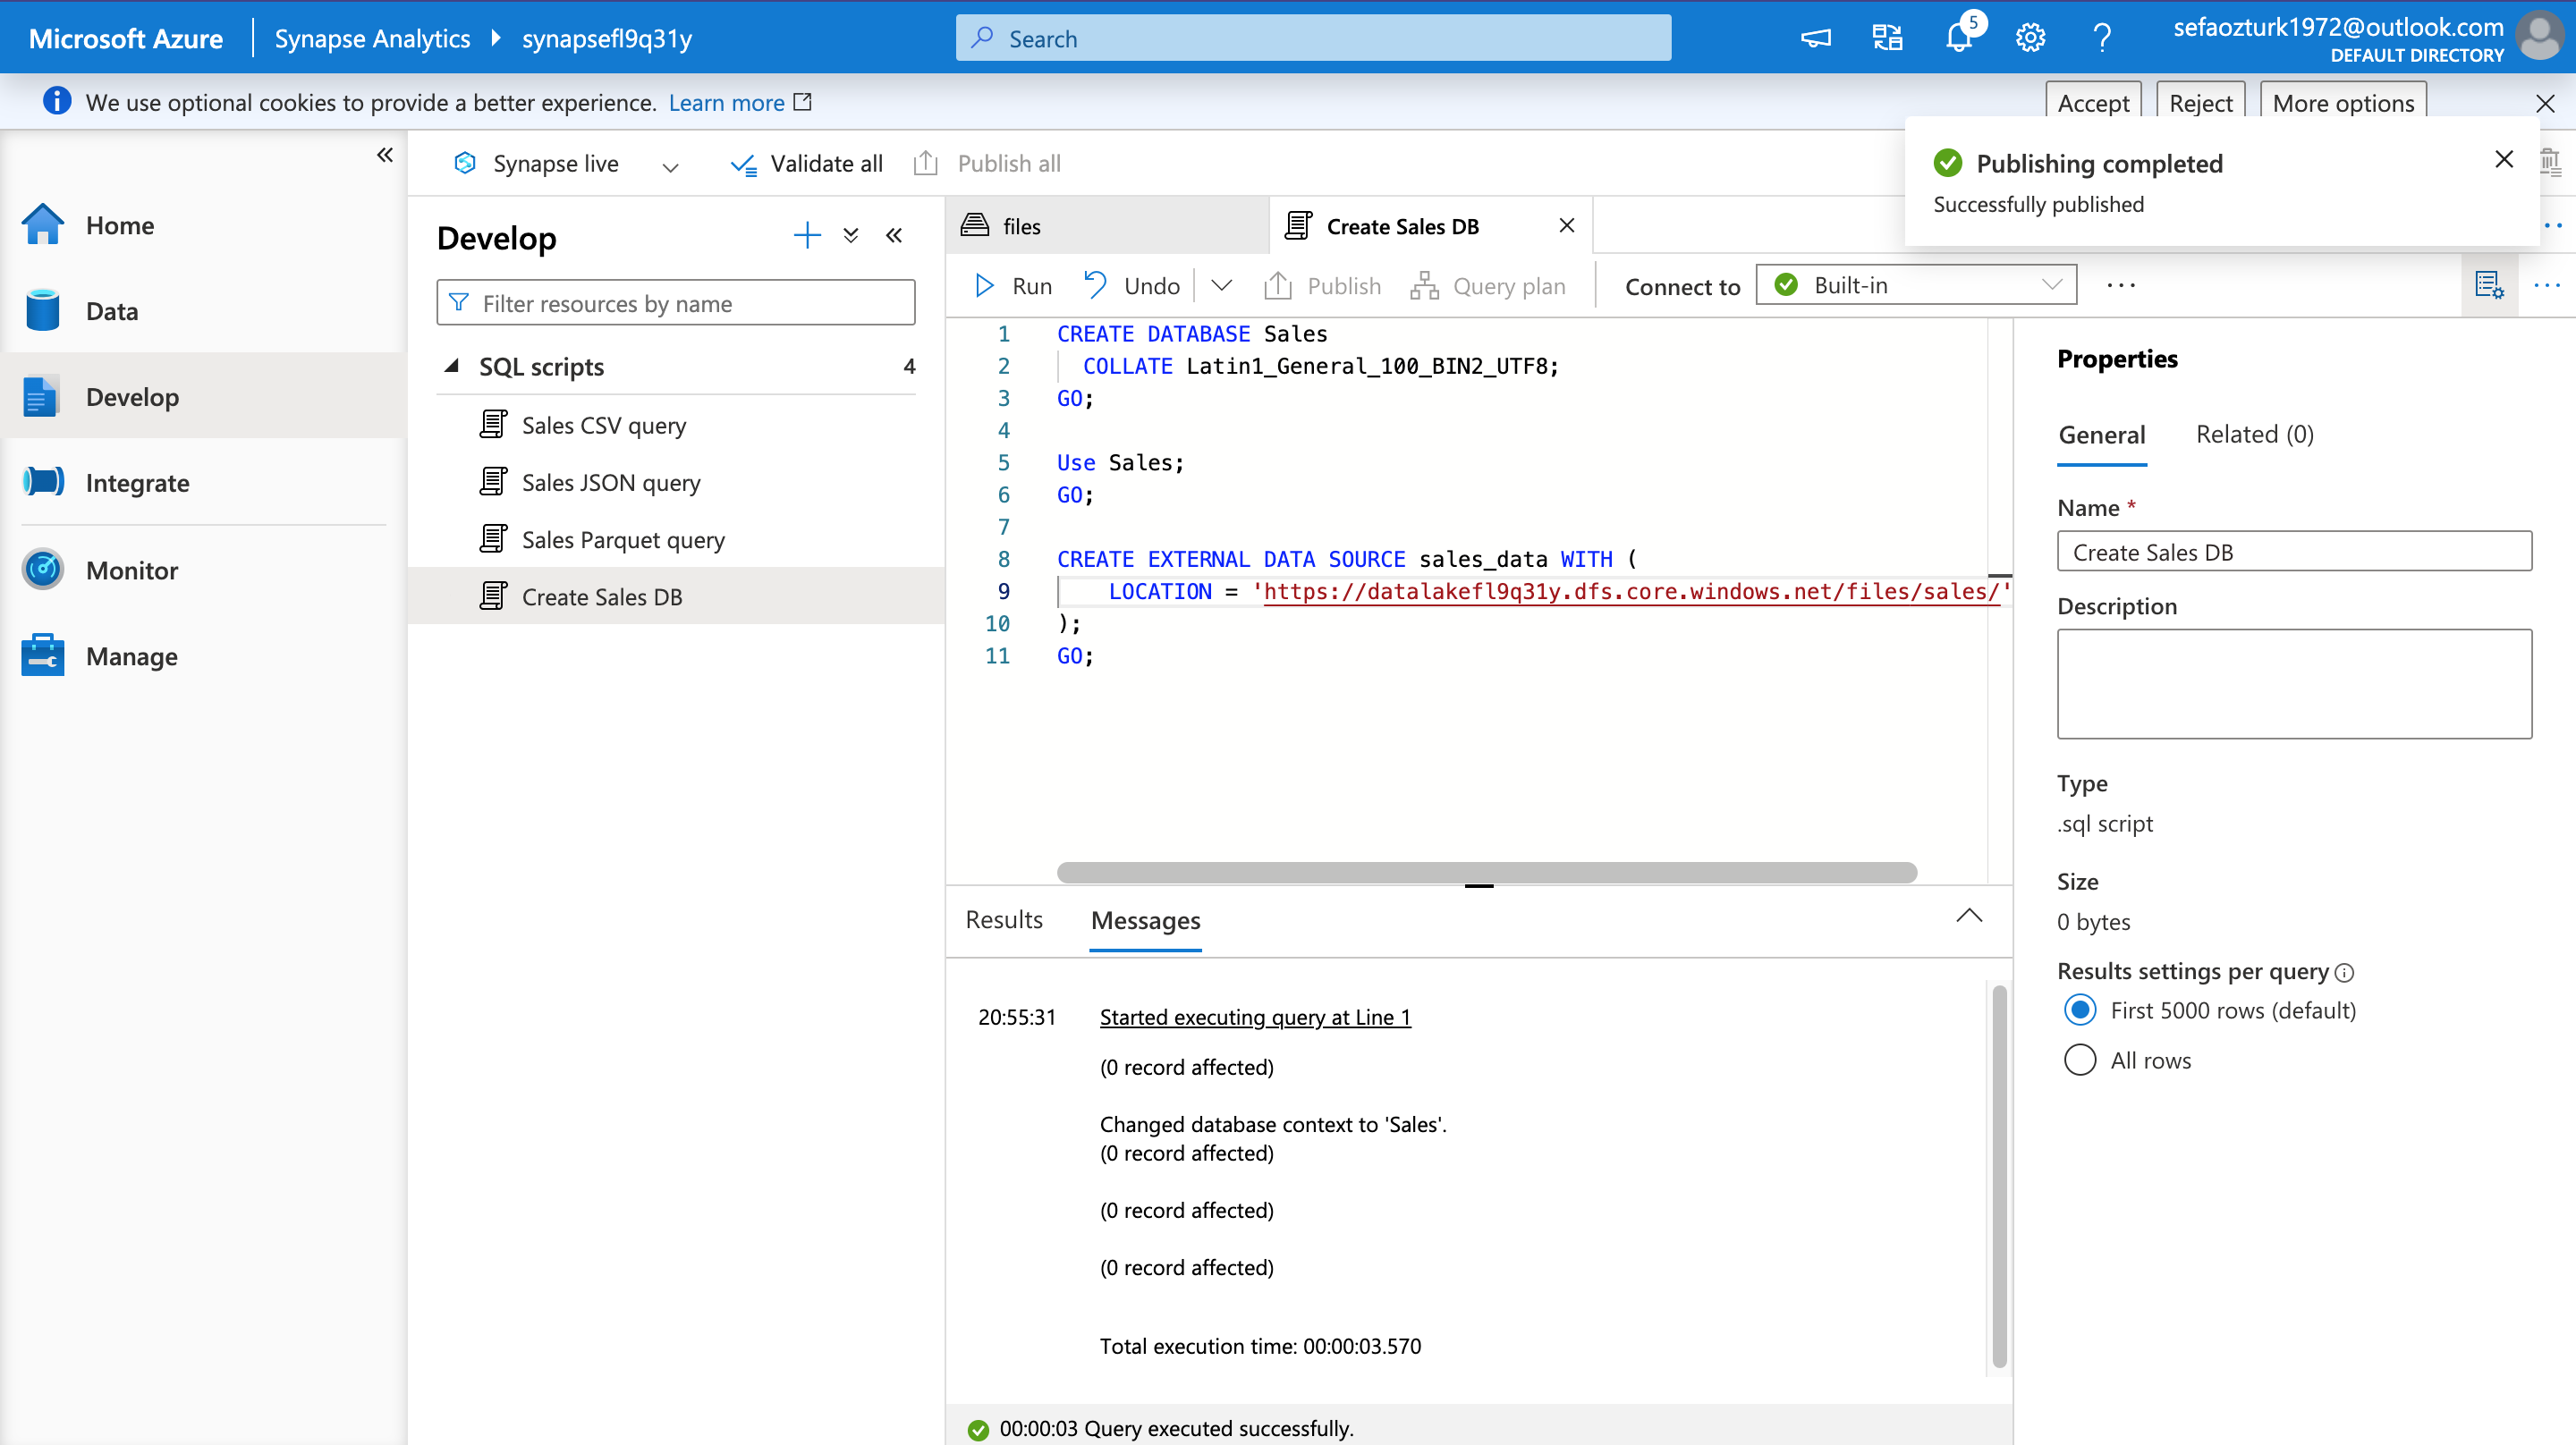 Microsoft Azure
Synapse Analytics
synapsefl9q31y
Search
5
sefaozturk1972@outlook.com
DEFAULT DIRECTORY
We use optional cookies to provide a better experience. Learn more
Accept
Reject
More options
Publishing completed
Successfully published
Synapse live
Validate all
Publish all
Home
Data
Develop
Integrate
Monitor
Manage
Develop
Filter resources by name
SQL scripts 4
Sales CSV query
Sales JSON query
Sales Parquet query
Create Sales DB
files
Create Sales DB
Run
Undo
Publish
Query plan
Connect to
Built-in
1 CREATE DATABASE Sales
2 COLLATE Latin1_General_100_BIN2_UTF8;
3 GO;
4
5 Use Sales;
6 GO;
7
8 CREATE EXTERNAL DATA SOURCE sales_data WITH (
9 LOCATION = 'https://datalakefl9q31y.dfs.core.windows.net/files/sales/'
10 );
11 GO;
Results
Messages
20:55:31 Started executing query at Line 1
(0 record affected)
Changed database context to 'Sales'.
(0 record affected)
(0 record affected)
(0 record affected)
Total execution time: 00:00:03.570
00:00:03 Query executed successfully.
Properties
General
Related (0)
Name *
Create Sales DB
Description
Type
.sql script
Size
0 bytes
Results settings per query
First 5000 rows (default)
All rows